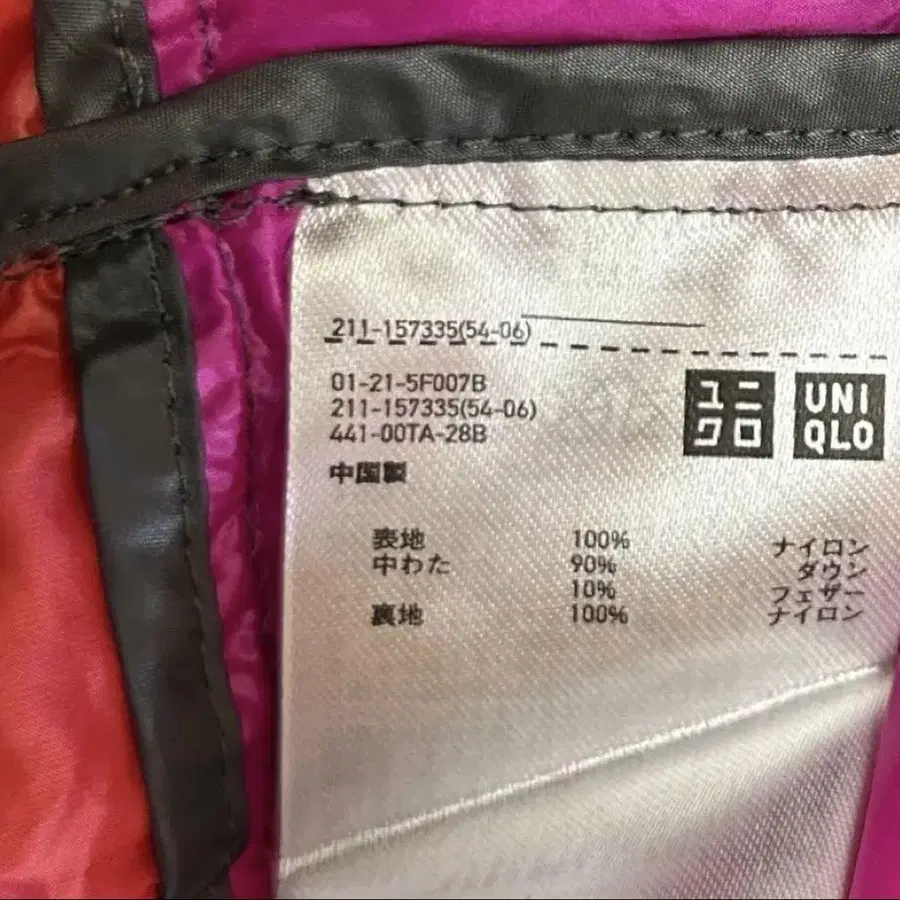 211-157335(54-06)
01-21-5F007B
211-157335(54-06)
441-00TA-28B
中国製
ユニ
クロ
UNI
QLO
表地 100% ナイロン
中わた 90% ダウン
10% フェザー
裏地 100% ナイロン